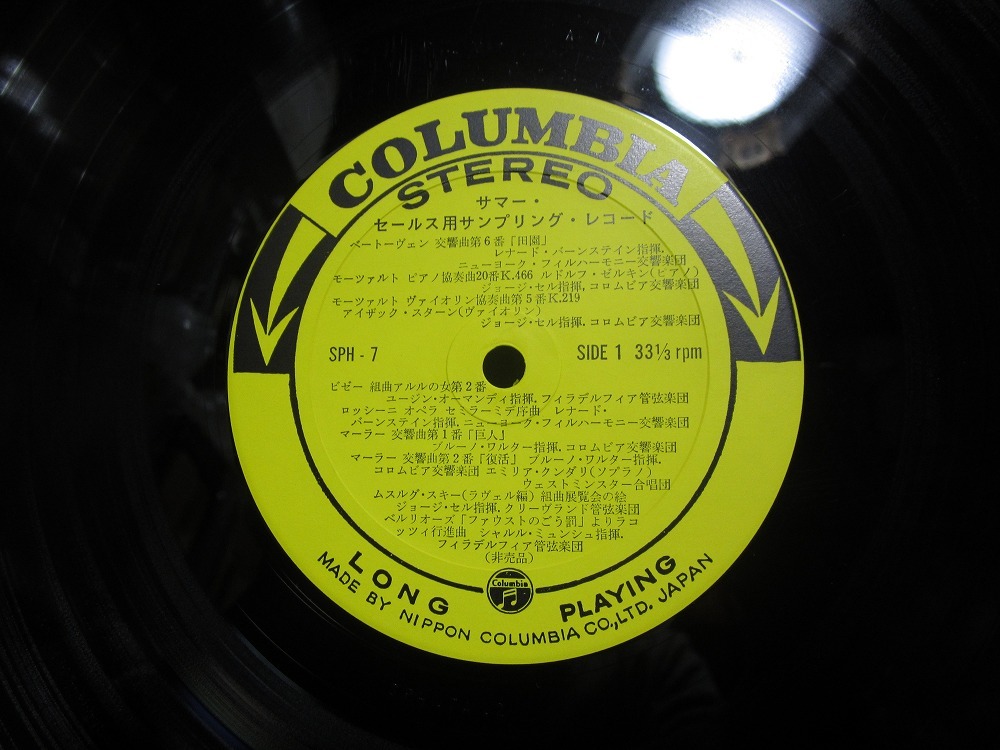 COLUMBIA
STEREO
サマー・
セールス用サンプリング・レコード
ベートーヴェン 交響曲第6番「田園」
レナード・バーンステイン指揮.
ニューヨーク・フィルハーモニー交響楽団
モーツァルト ピアノ協奏曲20番K.466 ルドルフ・ゼルキン(ピアノ)
ジョージ・セル指揮. コロムビア交響楽団
モーツァルト ヴァイオリン協奏曲第5番K.219
アイザック・スターン(ヴァイオリン)
ジョージ・セル指揮. コロムビア交響楽団
SPH - 7
SIDE 1 33⅓ rpm
ビゼー 組曲アルルの女第2番
ユージン・オーマンディ指揮. フィラデルフィア管弦楽団
ロッシーニ オペラ セミラーミデ序曲 レナード・
バーンステイン指揮. ニューヨーク・フィルハーモニー交響楽団
マーラー 交響曲第1番「巨人」
ブルーノ・ワルター指揮. コロムビア交響楽団
マーラー 交響曲第2番「復活」 ブルーノ・ワルター指揮.
コロムビア交響楽団 エミリア・クンダリ(ソプラノ)
ウェストミンスター合唱団
ムスルグ・スキー(ラヴェル編) 組曲展覧会の絵
ジョージ・セル指揮. クリーヴランド管弦楽団
ベルリオーズ「ファウストのごう罰」よりラコ
ッツィ行進曲 シャルル・ミュンシュ指揮.
フィラデルフィア管弦楽団
(非売品)
Columbia
LONG PLAYING
MADE BY NIPPON COLUMBIA CO.,LTD. JAPAN